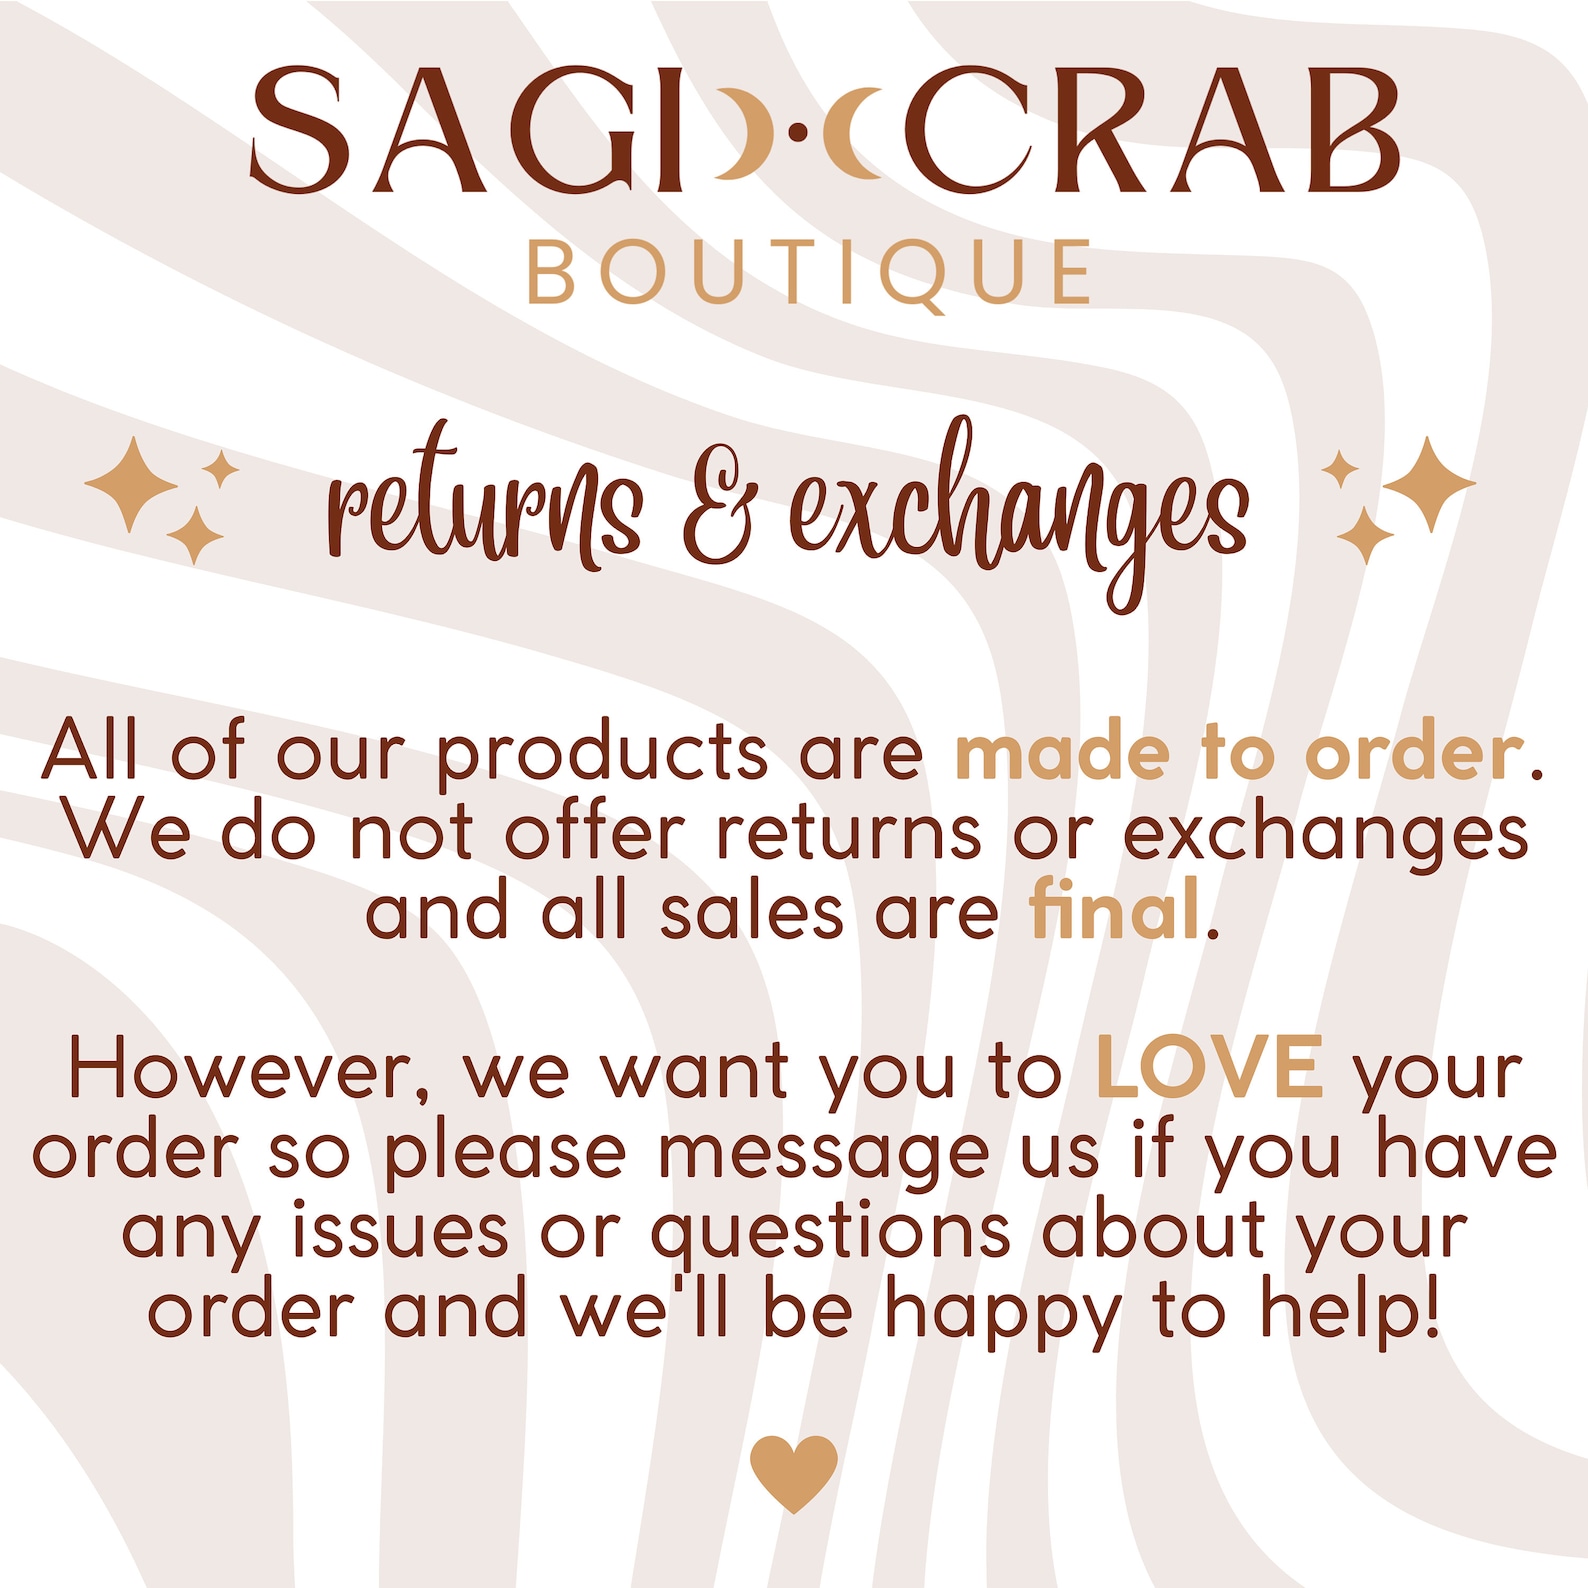 SAGI CRAB
BOUTIQUE
returns & exchanges
All of our products are made to order.
We do not offer returns or exchanges
and all sales are final.
However, we want you to LOVE your
order so please message us if you have
any issues or questions about your
order and we'll be happy to help!